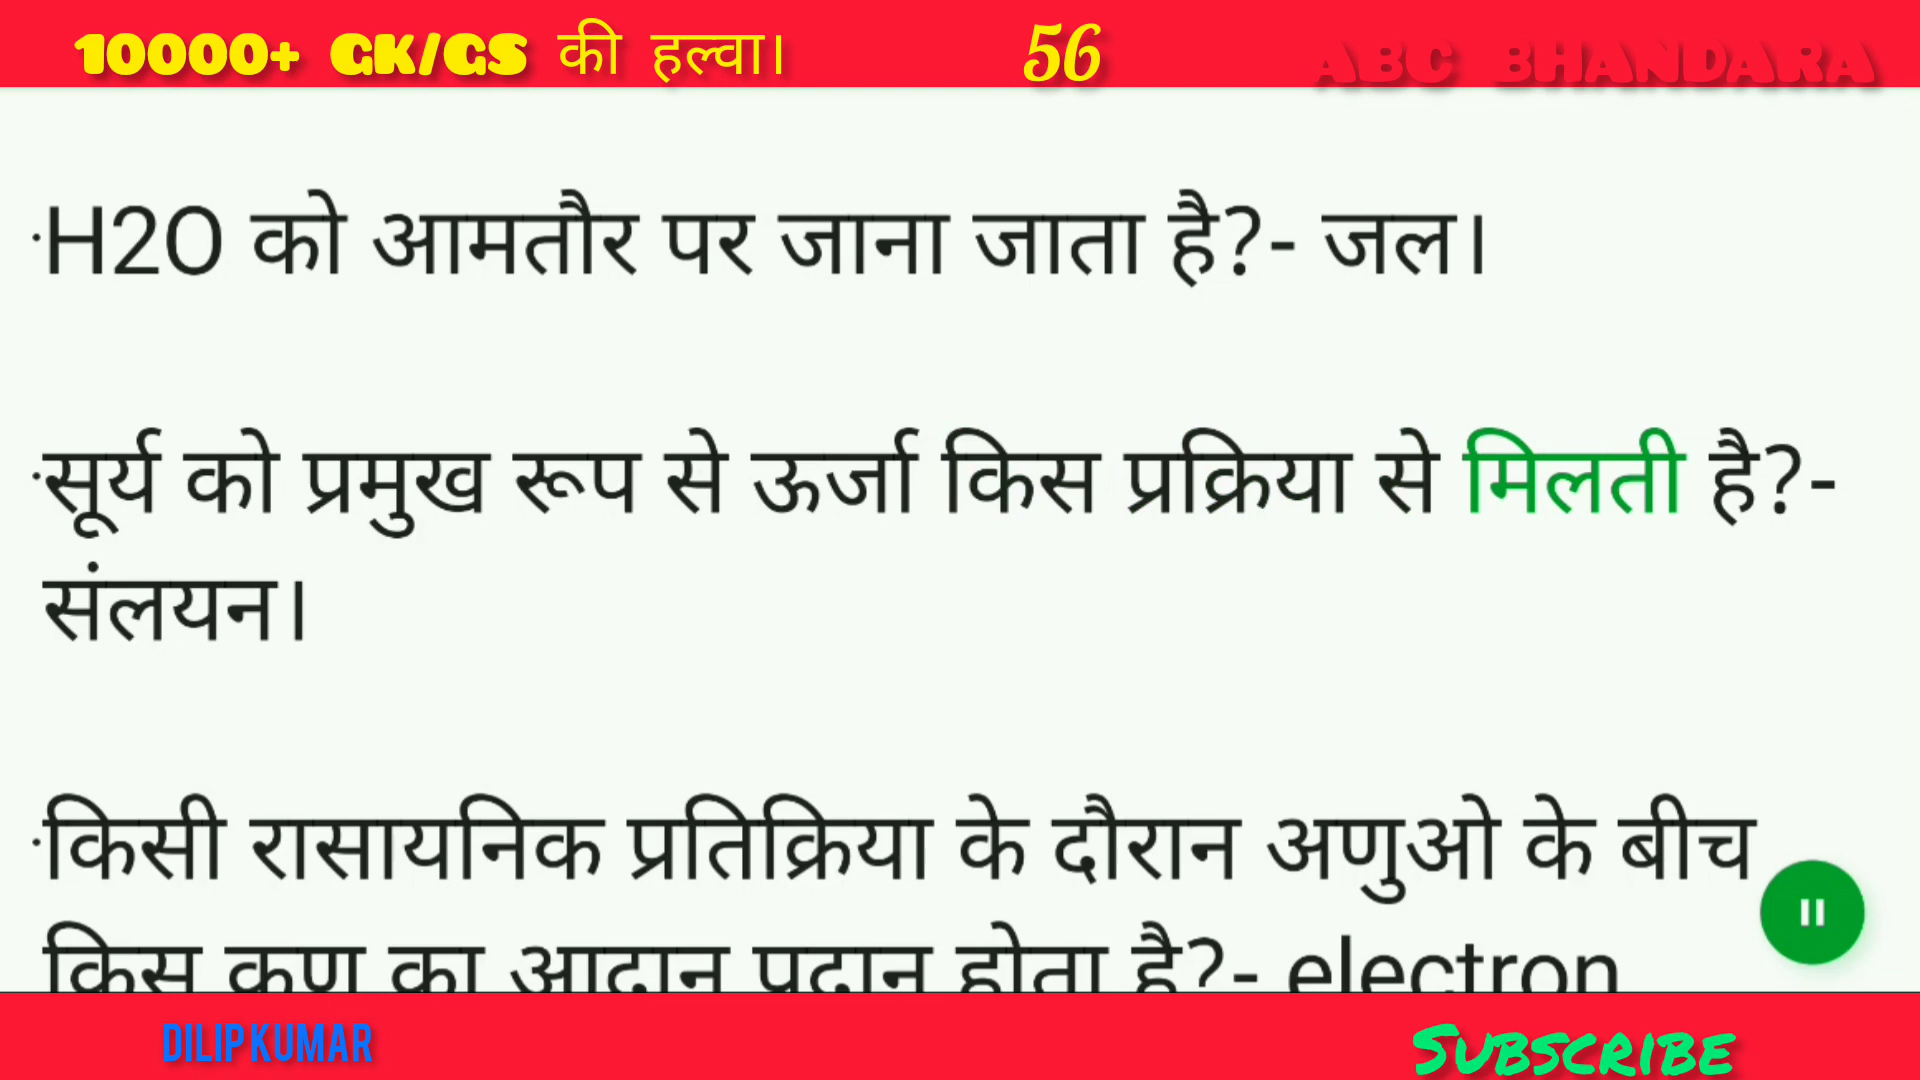 10000+ GK/GS की हल्वा। 56 ABC BHANDARA
·H2O को आमतौर पर जाना जाता है?- जल।
·सूर्य को प्रमुख रूप से ऊर्जा किस प्रक्रिया से मिलती है?-
संलयन।
·किसी रासायनिक प्रतिक्रिया के दौरान अणुओ के बीच
किस कण का आदान प्रदान होता है?- electron
DILIP KUMAR SUBSCRIBE